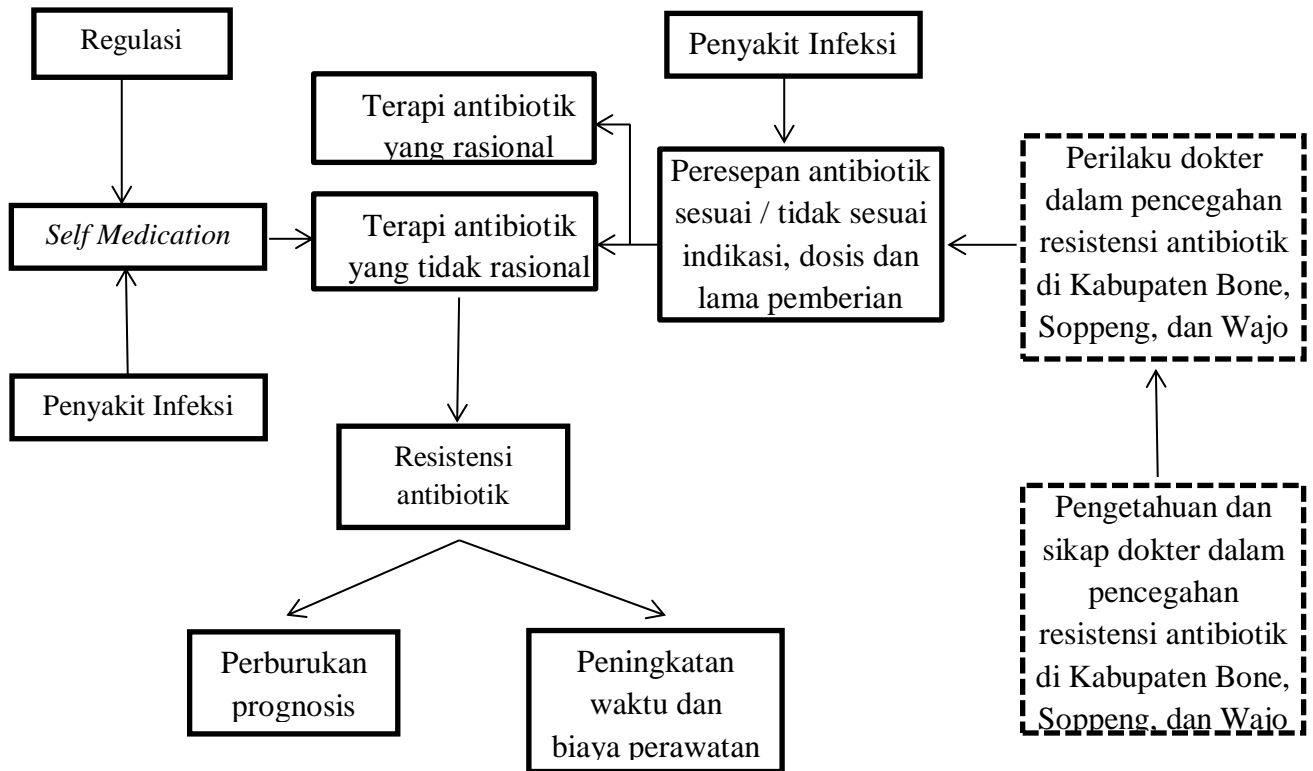 Regulasi
Penyakit Infeksi
Terapi antibiotik
yang rasional
Peresepan antibiotik
sesuai / tidak sesuai
indikasi, dosis dan
lama pemberian
Perilaku dokter
dalam pencegahan
resistensi antibiotik
di Kabupaten Bone,
Soppeng, dan Wajo
Self Medication
Terapi antibiotik
yang tidak rasional
Penyakit Infeksi
Resistensi
antibiotik
Pengetahuan dan
sikap dokter dalam
pencegahan
resistensi antibiotik
di Kabupaten Bone,
Soppeng, dan Wajo
Perburukan
prognosis
Peningkatan
waktu dan
biaya perawatan